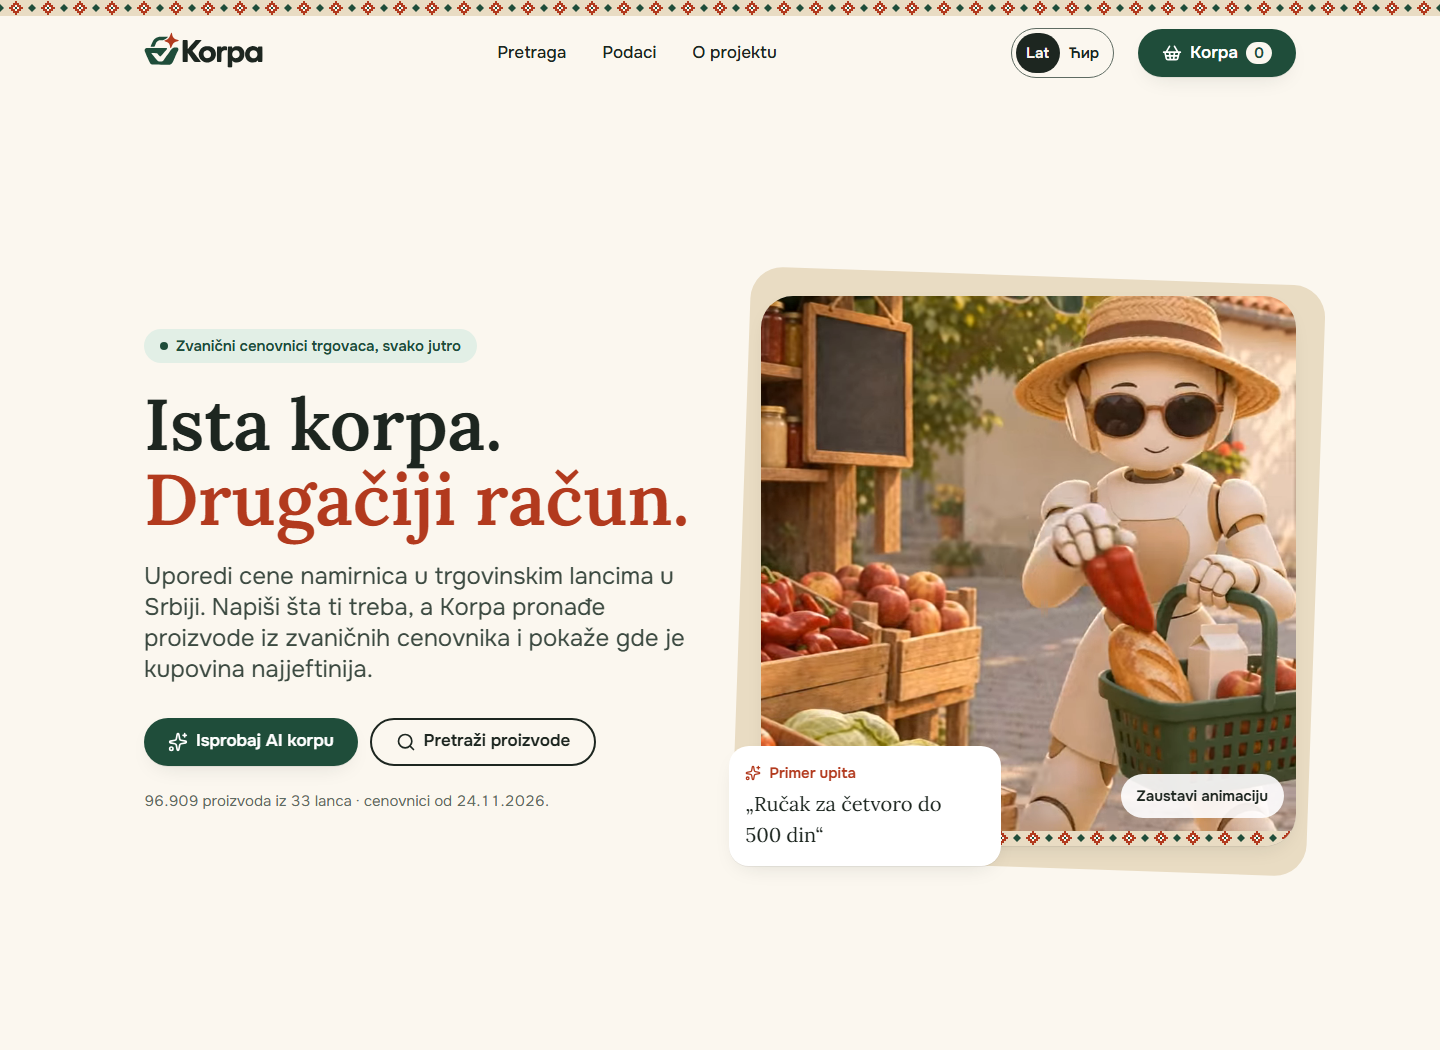 Korpa
Pretraga
Podaci
O projektu
Lat
Ћир
Korpa 0
Zvanični cenovnici trgovaca, svako jutro
Ista korpa.
Drugačiji račun.
Uporedi cene namirnica u trgovinskim lancima u
Srbiji. Napiši šta ti treba, a Korpa pronađe
proizvode iz zvaničnih cenovnika i pokaže gde je
kupovina najjeftinija.
Isprobaj AI korpu
Pretraži proizvode
96.909 proizvoda iz 33 lanca · cenovnici od 24.11.2026.
Primer upita
„Ručak za četvoro do
500 din“
Zaustavi animaciju